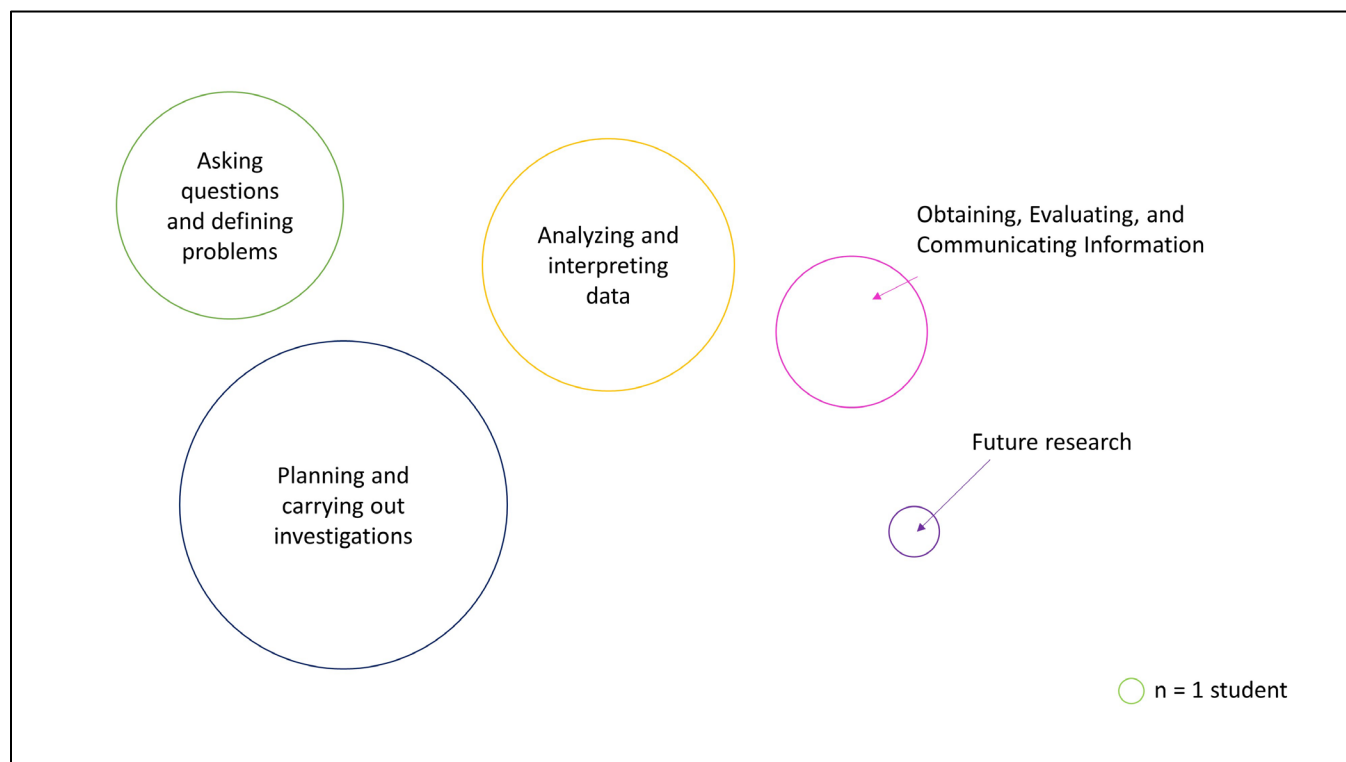 Asking
questions
and defining
problems
Analyzing and
interpreting
data
Obtaining, Evaluating, and
Communicating Information
Planning and
carrying out
investigations
Future research
n = 1 student